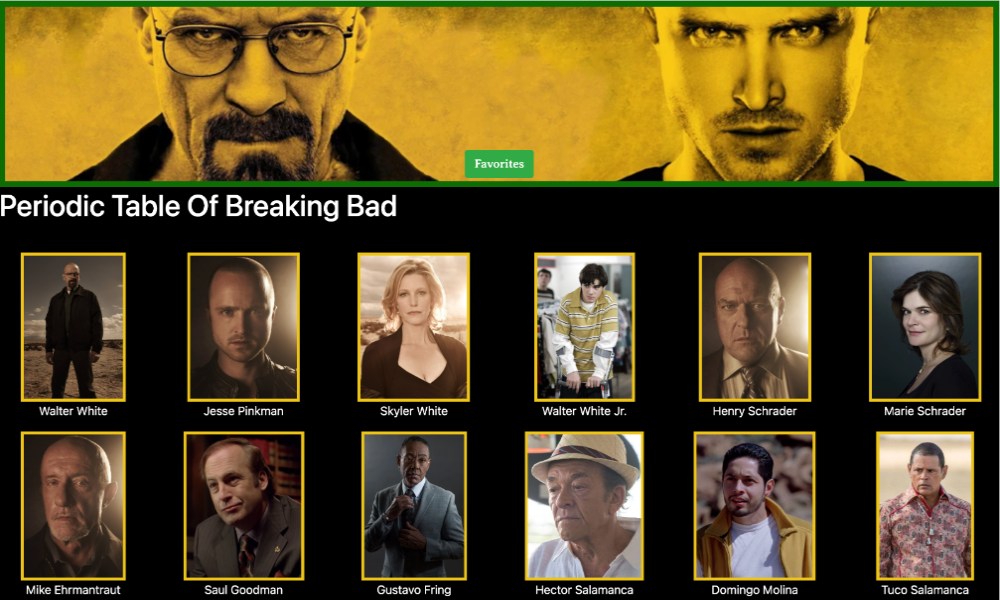 Favorites
Periodic Table Of Breaking Bad
Walter White
Jesse Pinkman
Skyler White
Walter White Jr.
Henry Schrader
Marie Schrader
Mike Ehrmantraut
Saul Goodman
Gustavo Fring
Hector Salamanca
Domingo Molina
Tuco Salamanca